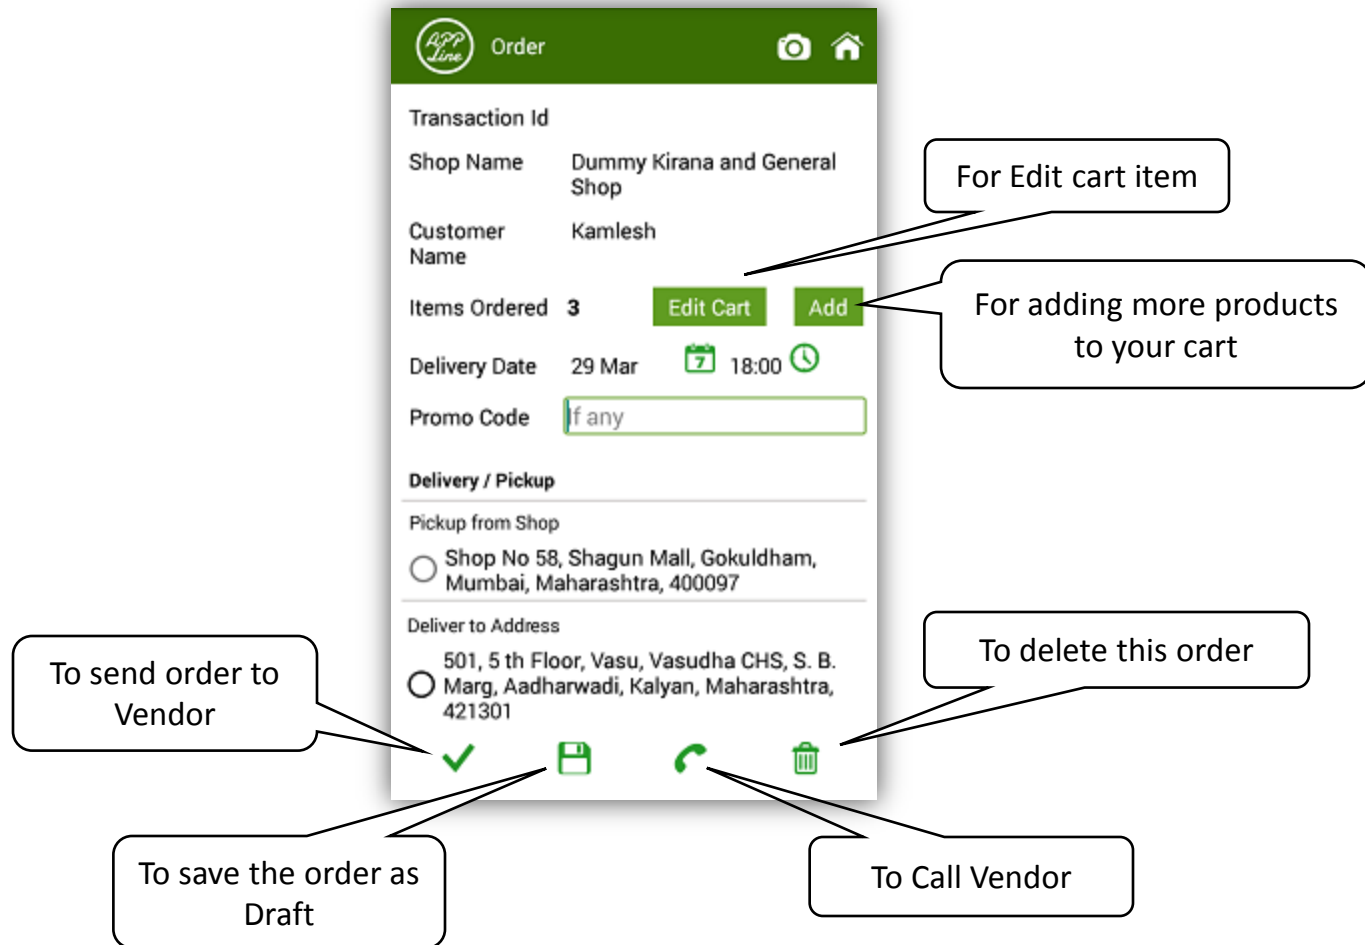 APP
Line
Order
Transaction Id
Shop Name
Dummy Kirana and General
Shop
For Edit cart item
Customer
Name
Kamlesh
Items Ordered
3
Edit Cart
Add
For adding more products
to your cart
Delivery Date
29 Mar
7
18:00
Promo Code
If any
Delivery / Pickup
Pickup from Shop
Shop No 58, Shagun Mall, Gokuldham,
Mumbai, Maharashtra, 400097
Deliver to Address
501, 5 th Floor, Vasu, Vasudha CHS, S. B.
Marg, Aadharwadi, Kalyan, Maharashtra,
421301
To send order to
Vendor
To delete this order
To save the order as
Draft
To Call Vendor